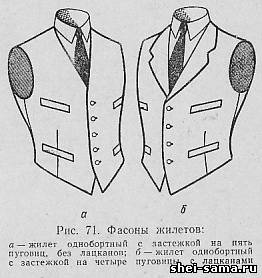 а
б
Рис. 71. Фасоны жилетов:
а — жилет однобортный с застежкой на пять
пуговиц, без лацканов; б — жилет однобортный
с застежкой на четыре пуговицы, с лацканами
shei-sama.ru